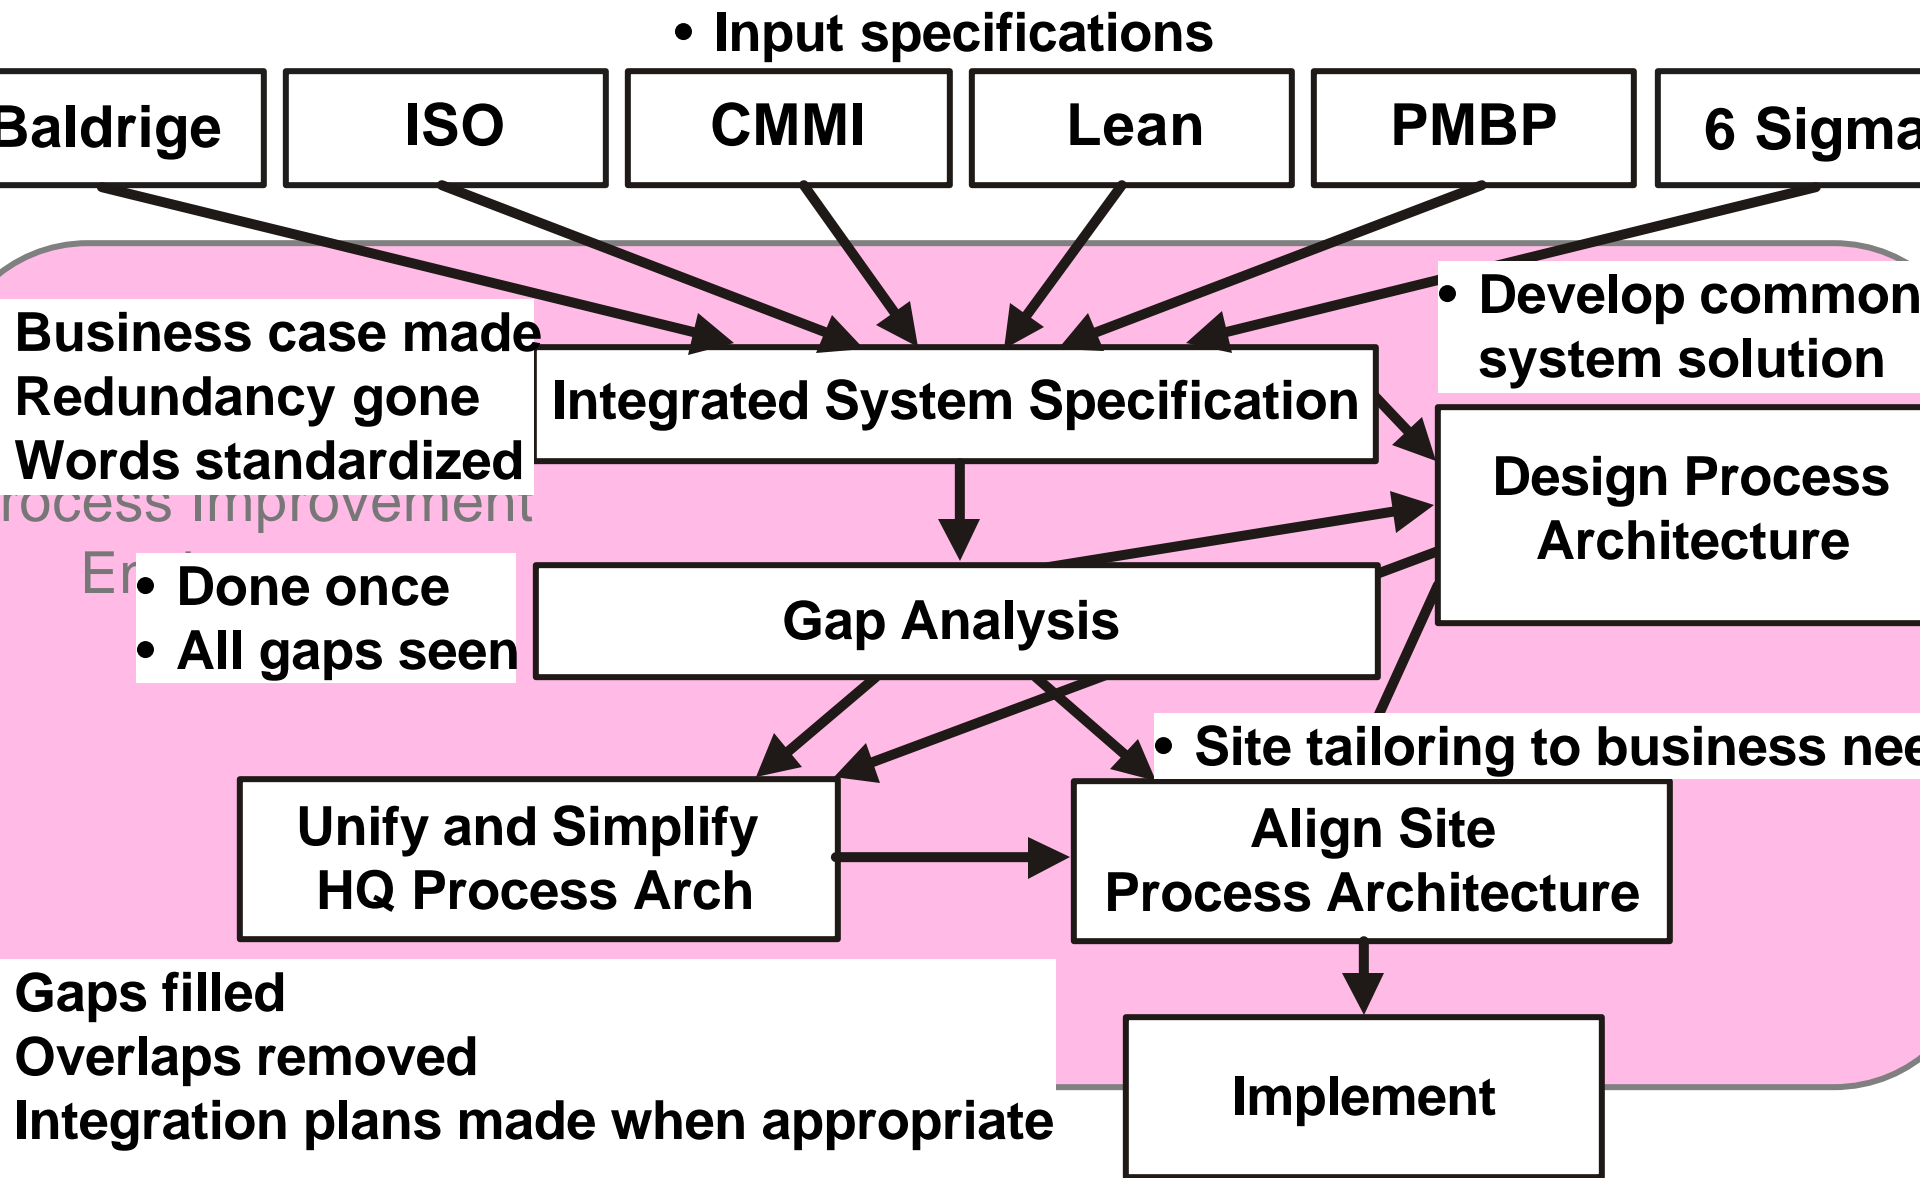 • Input specifications
Baldrige
ISO
CMMI
Lean
PMBP
6 Sigma
• Develop common
system solution
Business case made
Redundancy gone
Words standardized
Integrated System Specification
Design Process
Architecture
Improvement
• Done once
• All gaps seen
Gap Analysis
• Site tailoring to business
Unify and Simplify
HQ Process Arch
Align Site
Process Architecture
Gaps filled
Overlaps removed
Integration plans made when appropriate
Implement